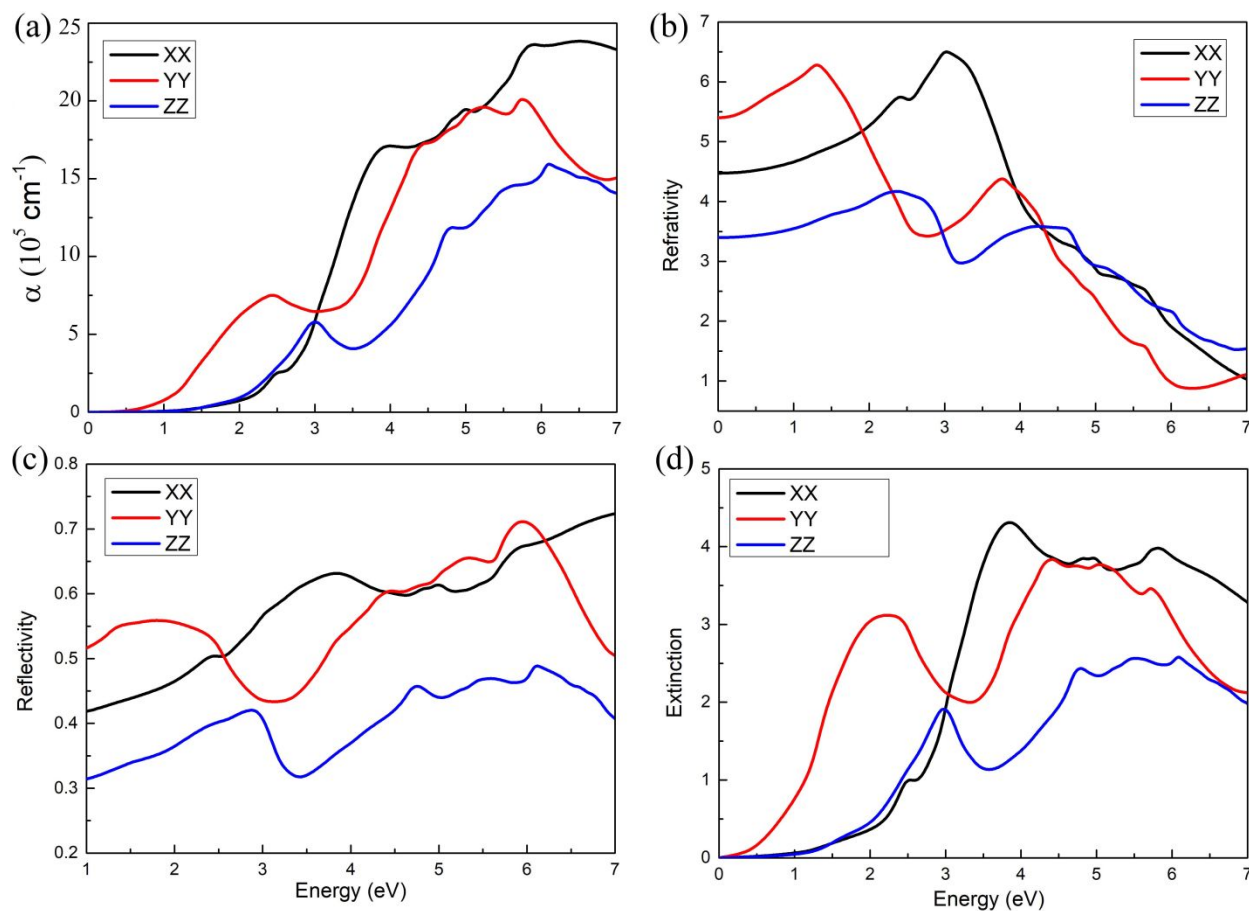 (a)
25
20
15
10
5
0
α (10⁵ cm⁻¹)
XX
YY
ZZ
0 1 2 3 4 5 6 7
(b)
7
6
5
4
3
2
1
Refrativity
XX
YY
ZZ
0 1 2 3 4 5 6 7
(c)
0.8
0.7
0.6
0.5
0.4
0.3
0.2
Reflectivity
XX
YY
ZZ
1 2 3 4 5 6 7
Energy (eV)
(d)
5
4
3
2
1
0
Extinction
XX
YY
ZZ
0 1 2 3 4 5 6 7
Energy (eV)